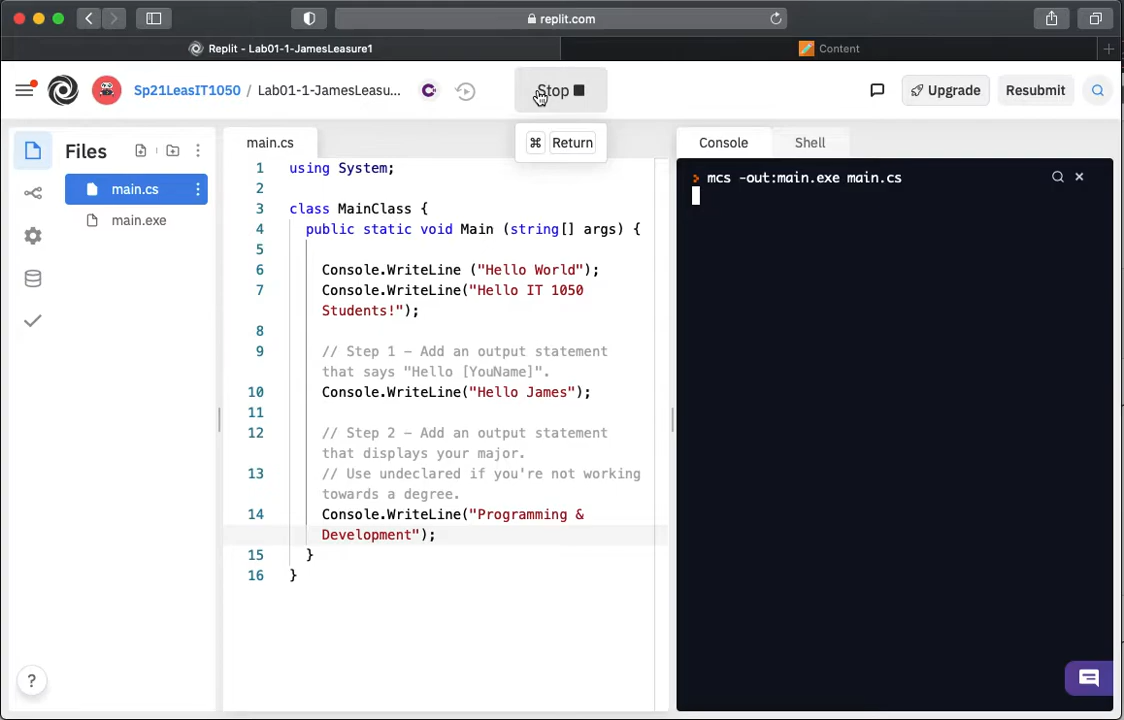 replit.com
Replit - Lab01-1-JamesLeasure1
Content
Sp21LeasIT1050 / Lab01-1-JamesLeasu...
Stop
Upgrade
Resubmit
⌘ Return
Files
main.cs
main.exe
main.cs
1 using System;
2
3 class MainClass {
4 public static void Main (string[] args) {
5
6 Console.WriteLine ("Hello World");
7 Console.WriteLine("Hello IT 1050
Students!");
8
9 // Step 1 – Add an output statement
that says "Hello [YouName]".
10 Console.WriteLine("Hello James");
11
12 // Step 2 – Add an output statement
that displays your major.
13 // Use undeclared if you're not working
towards a degree.
14 Console.WriteLine("Programming &
Development");
15 }
16 }
Console
Shell
mcs -out:main.exe main.cs
?